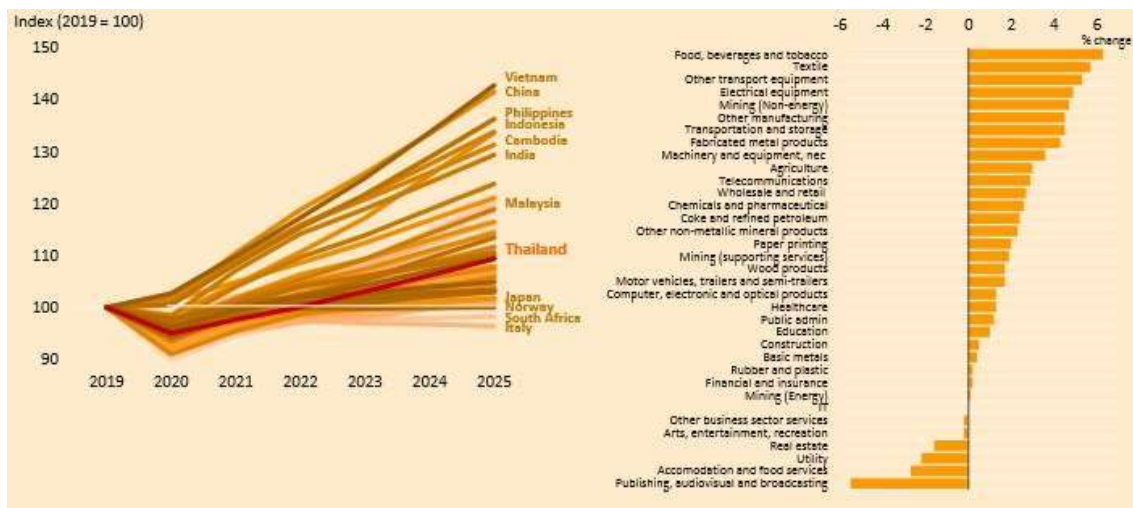 Index (2019 = 100)
150
140
130
120
110
100
90
2019 2020 2021 2022 2023 2024 2025
Vietnam
China
Philippines
Indonesia
Cambodia
India
Malaysia
Thailand
Japan
Norway
South Africa
Italy
-6 -4 -2 0 2 4 6
% change
Food, beverages and tobacco
Textile
Other transport equipment
Electrical equipment
Mining (Non-energy)
Other manufacturing
Transportation and storage
Fabricated metal products
Machinery and equipment, nec
Agriculture
Telecommunications
Wholesale and retail
Chemicals and pharmaceutical
Coke and refined petroleum
Other non-metallic mineral products
Paper printing
Mining (supporting services)
Wood products
Motor vehicles, trailers and semi-trailers
Computer, electronic and optical products
Healthcare
Public admin
Education
Construction
Basic metals
Rubber and plastic
Financial and insurance
Mining (Energy)
IT
Other business sector services
Arts, entertainment, recreation
Real estate
Utility
Accomodation and food services
Publishing, audiovisual and broadcasting